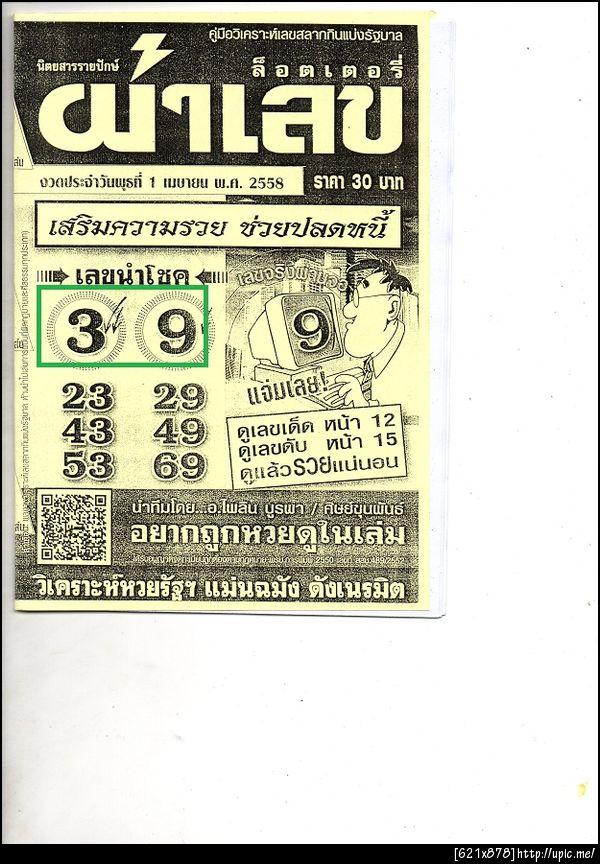 คู่มือวิเคราะห์เลขสลากกินแบ่งรัฐบาล
นิตยสารรายปักษ์
ล็อตเตอรี่
ผ่าเลข
งวดประจำวันพุธที่ 1 เมษายน พ.ศ. 2558
ราคา 30 บาท
เสริมความรวย ช่วยปลดหนี้
เลขนำโชค
3 9
23 29
43 49
53 69
เลขจริงผ่านจอ
9
แจ่มเลย!
ดูเลขเด็ด หน้า 12
ดูเลขดับ หน้า 15
ดูแล้วรวยแน่นอน
นำทีมโดย...อ.ไพลิน บูรพา / ศิษย์ขุนพันธ์
อยากถูกหวยดูในเล่ม
วิเคราะห์หวยรัฐฯ แม่นฉมัง ดังเนรมิต
[621x878]http://upic.me/